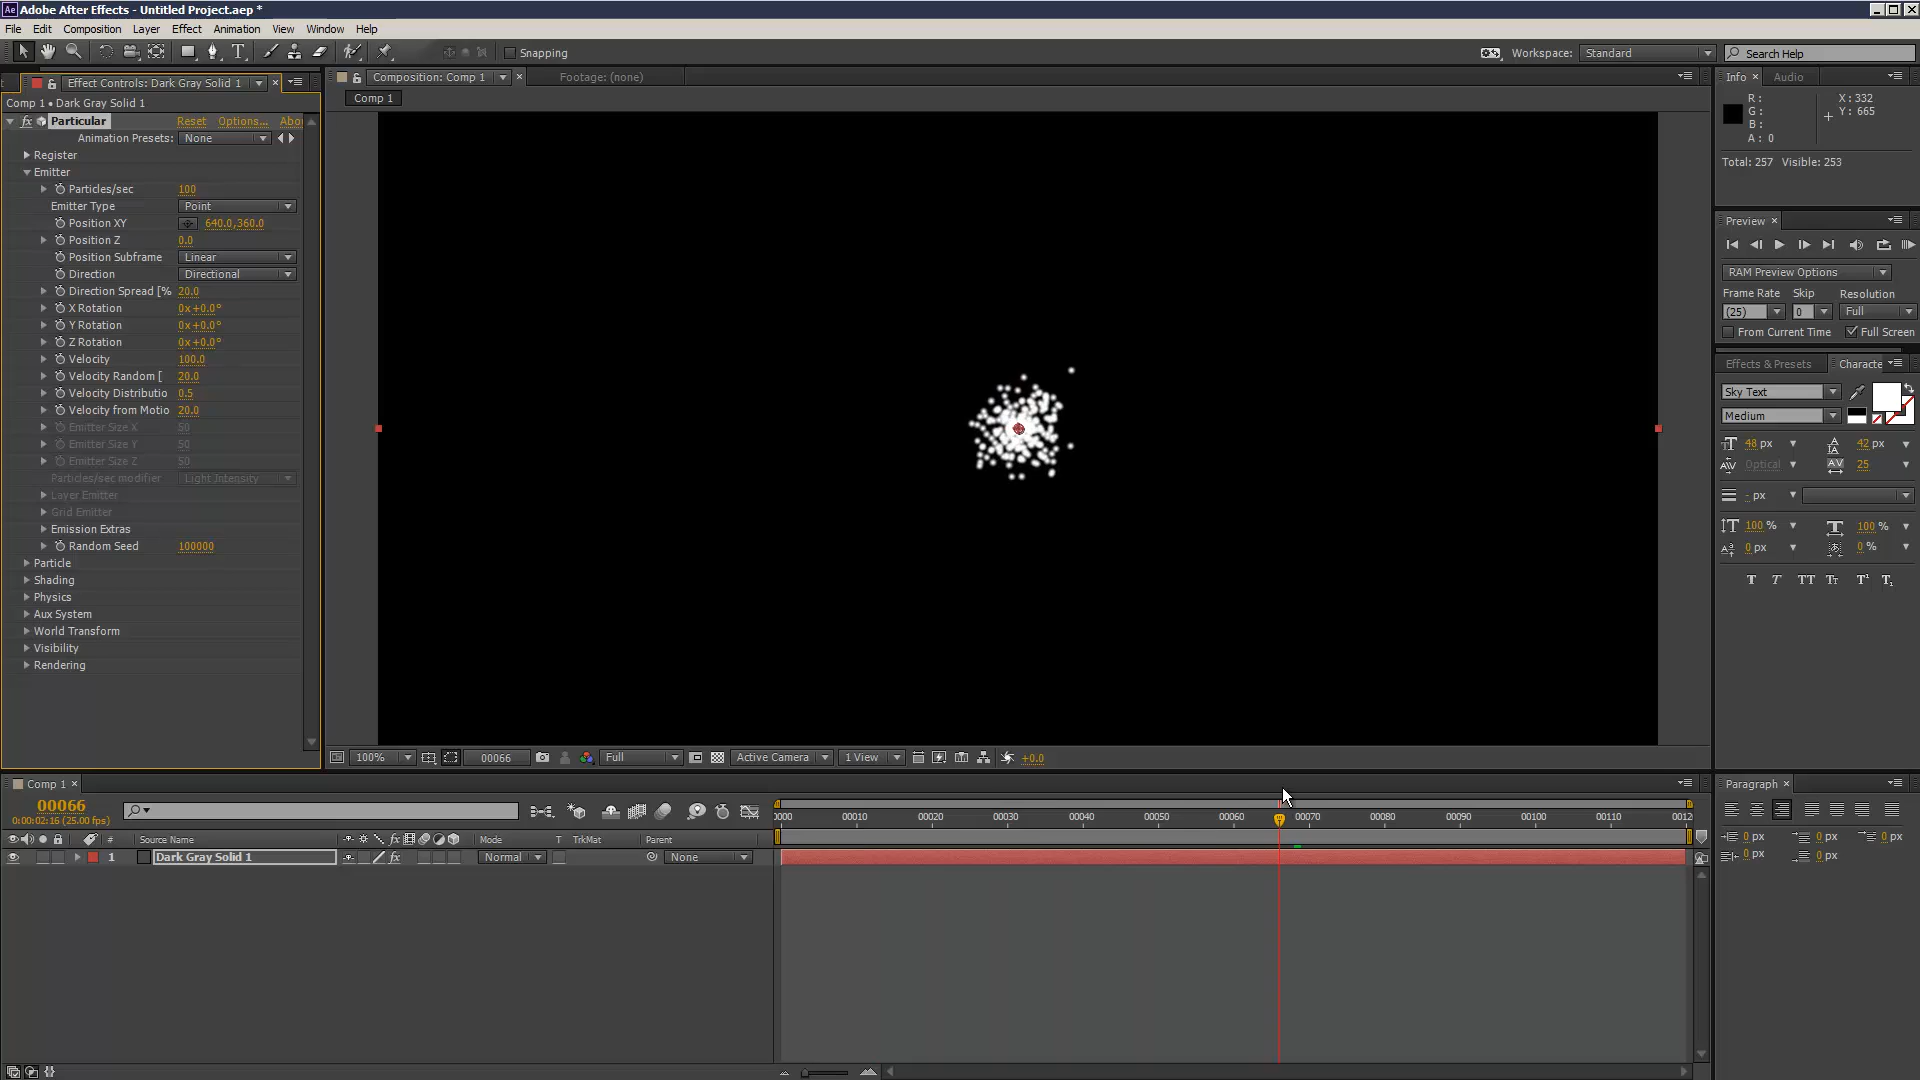 Adobe After Effects - Untitled Project.aep *
File Edit Composition Layer Effect Animation View Window Help
Snapping
Workspace: Standard
Search Help
Effect Controls: Dark Gray Solid 1
Comp 1 • Dark Gray Solid 1
Particular Reset Options... Abo
Animation Presets: None
Register
Emitter
Particles/sec 100
Emitter Type Point
Position XY 640.0,360.0
Position Z 0.0
Position Subframe Linear
Direction Directional
Direction Spread [% 20.0
X Rotation 0x+0.0°
Y Rotation 0x+0.0°
Z Rotation 0x+0.0°
Velocity 100.0
Velocity Random [ 20.0
Velocity Distributio 0.5
Velocity from Motio 20.0
Emitter Size X 50
Emitter Size Y 50
Emitter Size Z 50
Particles/sec modifier Light Intensity
Layer Emitter
Grid Emitter
Emission Extras
Random Seed 100000
Particle
Shading
Physics
Aux System
World Transform
Visibility
Rendering
Composition: Comp 1
Footage: (none)
Comp 1
100% 00066 Full Active Camera 1 View +0.0
Info Audio
R: X: 332
G: Y: 665
B:
A: 0
Total: 257 Visible: 253
Preview
RAM Preview Options
Frame Rate Skip Resolution
(25) 0 Full
From Current Time Full Screen
Effects & Presets Characte
Sky Text
Medium
48 px 42 px
Optical 25
- px
100 % 100 %
0 px 0 %
T T TT Tt T¹ T₁
Paragraph
0 px 0 px 0 px
0 px 0 px
Comp 1
00066
0:00:02:16 (25.00 fps)
0000 00010 00020 00030 00040 00050 00060 00070 00080 00090 00100 00110 0012
# Source Name Mode T TrkMat Parent
1 Dark Gray Solid 1 Normal None